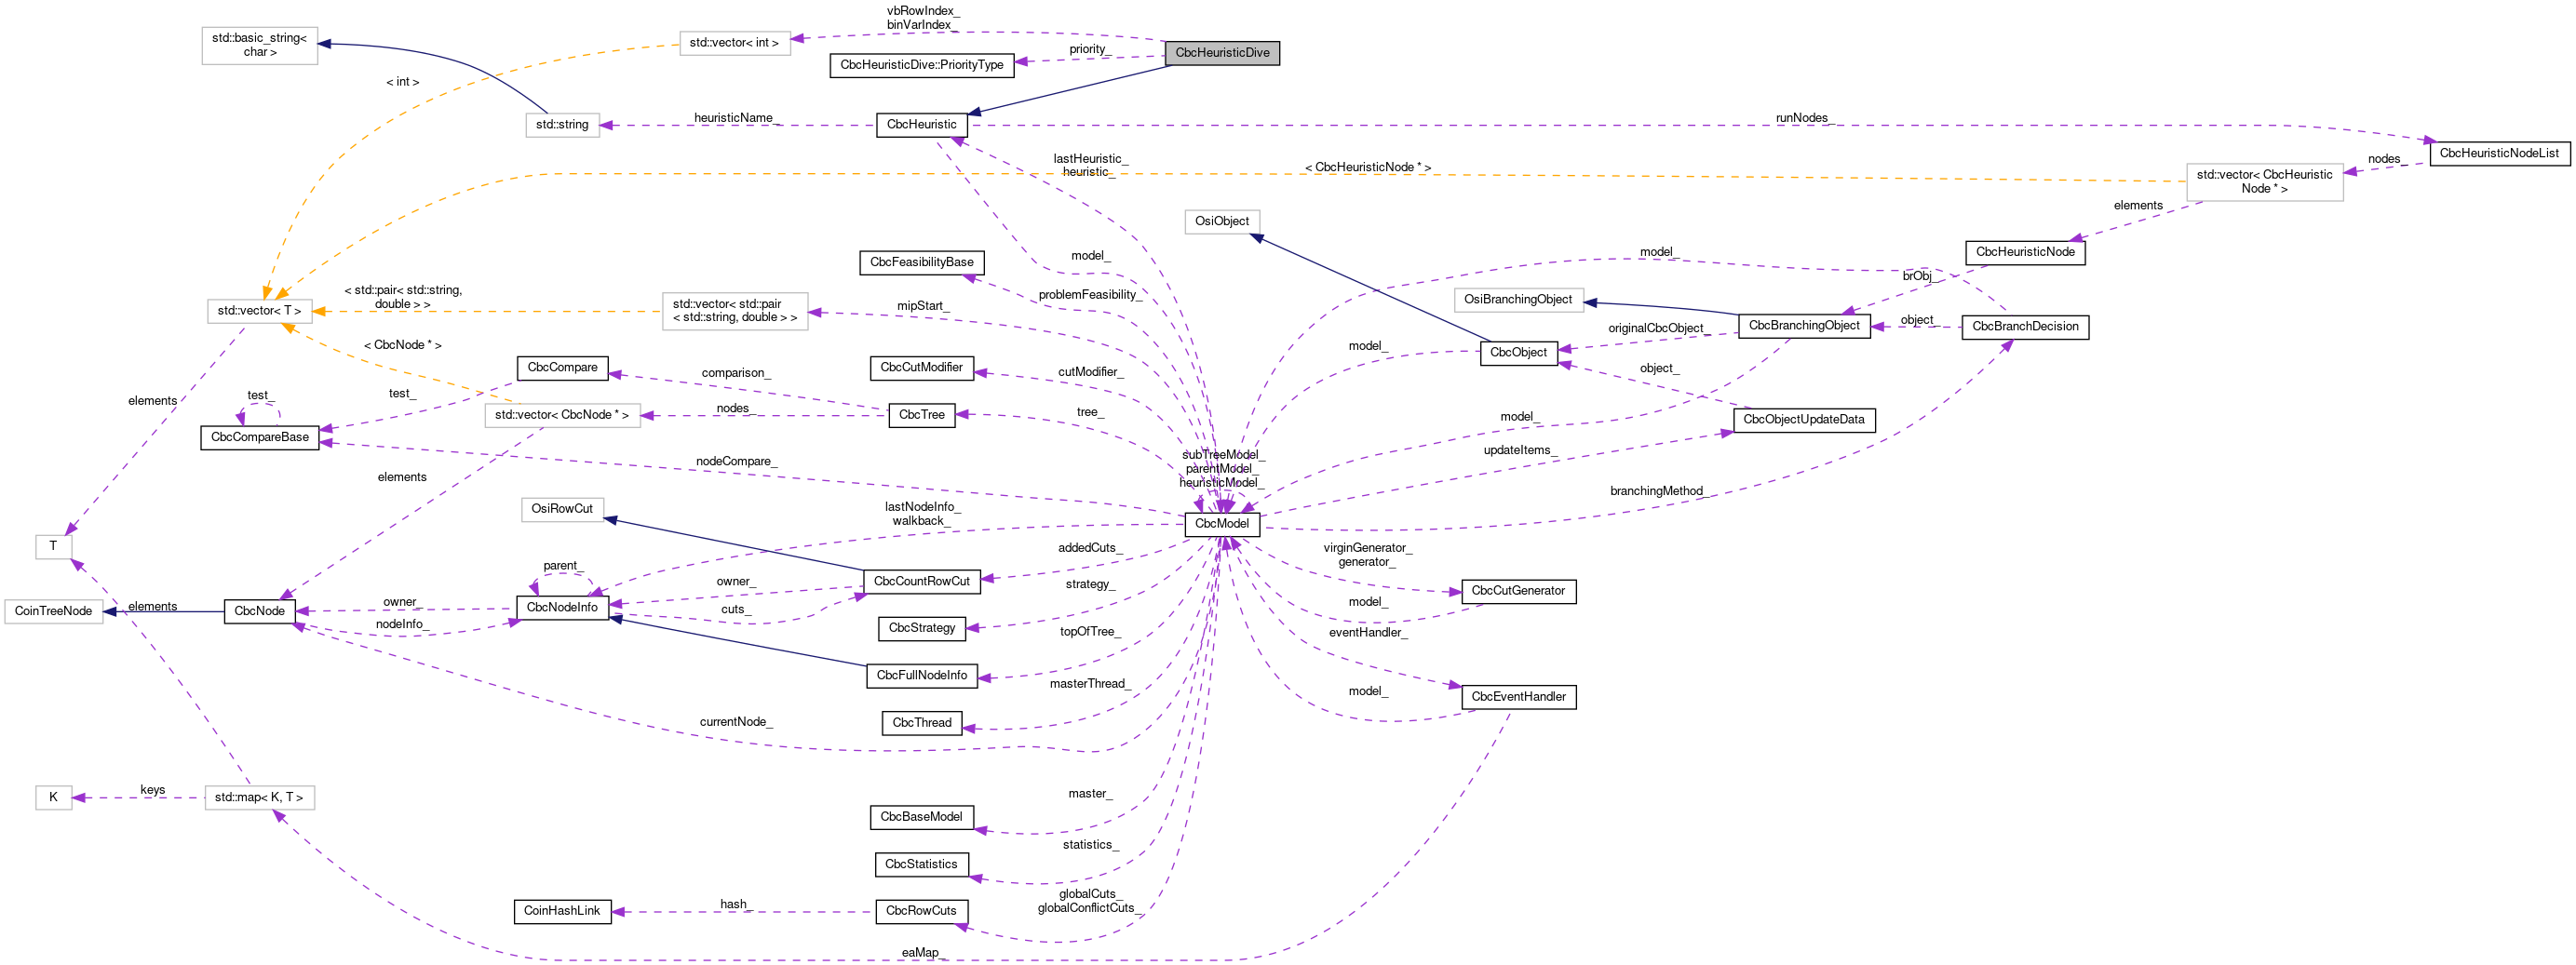 vbRowIndex_
binVarIndex_
std::basic_string<
char >
std::vector< int >
priority_
CbcHeuristicDive
CbcHeuristicDive::PriorityType
< int >
std::string
heuristicName_
CbcHeuristic
runNodes_
CbcHeuristicNodeList
lastHeuristic_
heuristic_
< CbcHeuristicNode * >
nodes_
std::vector< CbcHeuristic
Node * >
elements
OsiObject
CbcFeasibilityBase
model_
model_
CbcHeuristicNode
brObj_
< std::pair< std::string,
double > >
std::vector< T >
std::vector< std::pair
< std::string, double > >
mipStart_
problemFeasibility_
OsiBranchingObject
originalCbcObject_
CbcBranchingObject
object_
CbcBranchDecision
< CbcNode * >
CbcCompare
comparison_
CbcCutModifier
cutModifier_
model_
CbcObject
object_
elements
test_
test_
CbcCompareBase
std::vector< CbcNode * >
nodes_
CbcTree
tree_
model_
CbcObjectUpdateData
nodeCompare_
subTreeModel_
parentModel_
heuristicModel_
updateItems_
elements
branchingMethod_
OsiRowCut
lastNodeInfo_
walkback_
CbcModel
T
addedCuts_
virginGenerator_
generator_
parent_
CbcCountRowCut
owner_
cuts_
strategy_
model_
CbcCutGenerator
CoinTreeNode
elements
CbcNode
owner_
nodeInfo_
CbcNodeInfo
CbcStrategy
topOfTree_
eventHandler_
CbcFullNodeInfo
masterThread_
model_
CbcEventHandler
currentNode_
CbcThread
K
keys
std::map< K, T >
master_
CbcBaseModel
statistics_
CbcStatistics
globalCuts_
globalConflictCuts_
CoinHashLink
hash_
CbcRowCuts
eaMap_